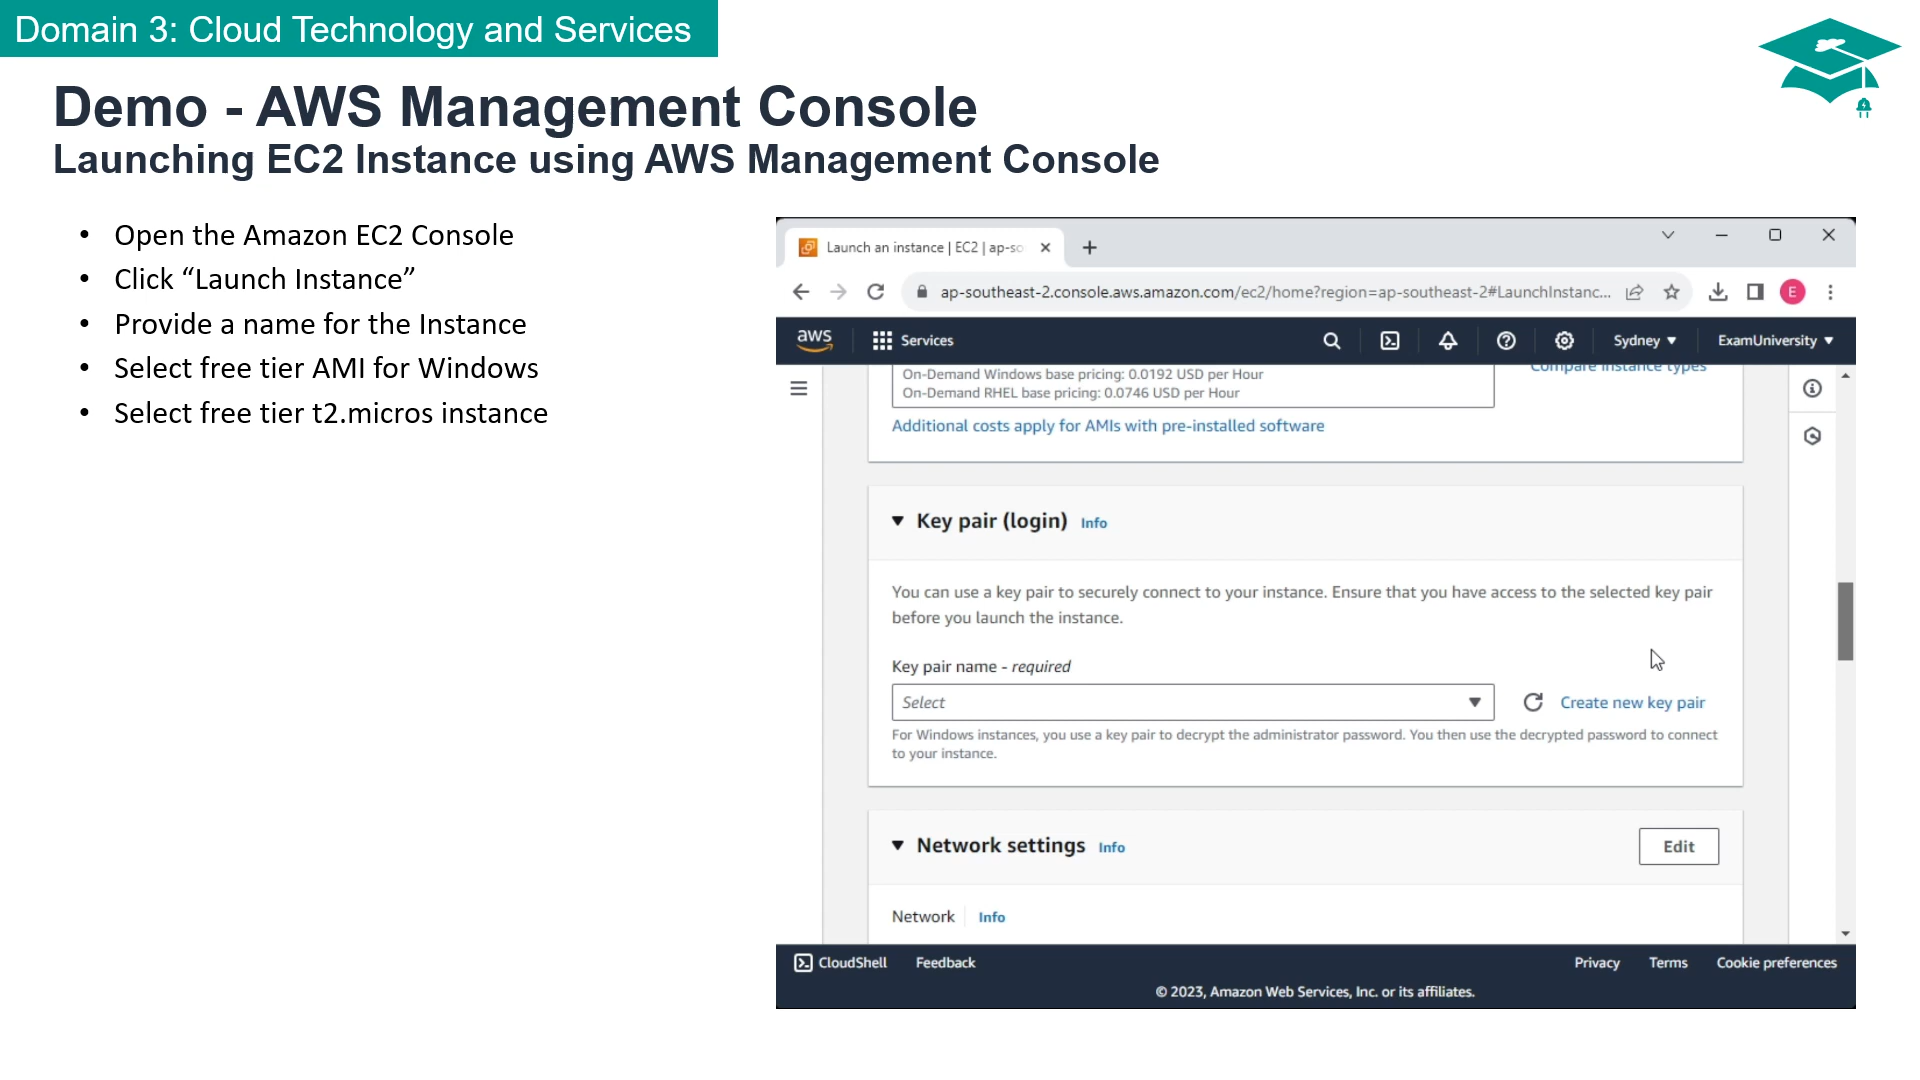 Domain 3: Cloud Technology and Services
Demo - AWS Management Console
Launching EC2 Instance using AWS Management Console
• Open the Amazon EC2 Console
• Click “Launch Instance”
• Provide a name for the Instance
• Select free tier AMI for Windows
• Select free tier t2.micros instance
Launch an instance | EC2 | ap-so
ap-southeast-2.console.aws.amazon.com/ec2/home?region=ap-southeast-2#LaunchInstanc...
E
aws
Services
Sydney
ExamUniversity
On-Demand Windows base pricing: 0.0192 USD per Hour
Compare instance types
On-Demand RHEL base pricing: 0.0746 USD per Hour
Additional costs apply for AMIs with pre-installed software
Key pair (login) Info
You can use a key pair to securely connect to your instance. Ensure that you have access to the selected key pair
before you launch the instance.
Key pair name - required
Select
Create new key pair
For Windows instances, you use a key pair to decrypt the administrator password. You then use the decrypted password to connect
to your instance.
Network settings Info
Edit
Network Info
CloudShell Feedback
Privacy Terms Cookie preferences
© 2023, Amazon Web Services, Inc. or its affiliates.